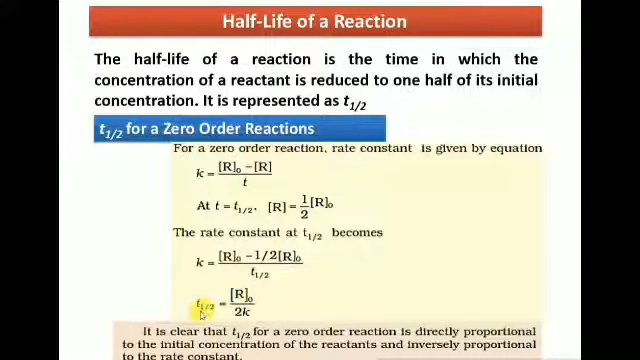 Half-Life of a Reaction
The half-life of a reaction is the time in which the
concentration of a reactant is reduced to one half of its initial
concentration. It is represented as t1/2
t1/2 for a Zero Order Reactions
For a zero order reaction, rate constant is given by equation
k = [R]0 – [R] / t
At t = t1/2, [R] = 1/2 [R]0
The rate constant at t1/2 becomes
k = [R]0 – 1/2[R]0 / t1/2
t1/2 = [R]0 / 2k
It is clear that t1/2 for a zero order reaction is directly proportional
to the initial concentration of the reactants and inversely proportional
to the rate constant.